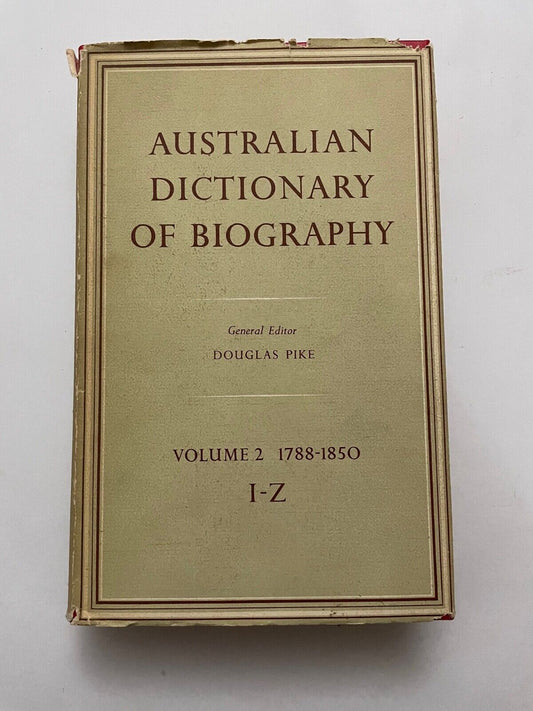 AUSTRALIAN
DICTIONARY
OF BIOGRAPHY
General Editor
DOUGLAS PIKE
VOLUME 2 1788-1850
I-Z